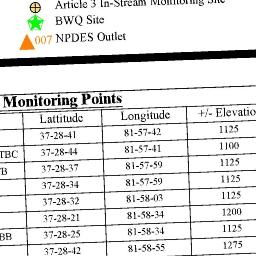 Article 3 In-Stream Monitoring Site
BWQ Site
007 NPDES Outlet
Monitoring Points
Lattitude Longitude +/- Elevatio
37-28-41 81-57-42 1125
TBC 37-28-44 81-57-41 1100
B 37-28-37 81-57-59 1125
37-28-34 81-57-59 1125
37-28-32 81-58-03 1125
37-28-21 81-58-34 1200
BB 37-28-25 81-58-34 1125
37-28-42 81-58-55 1275